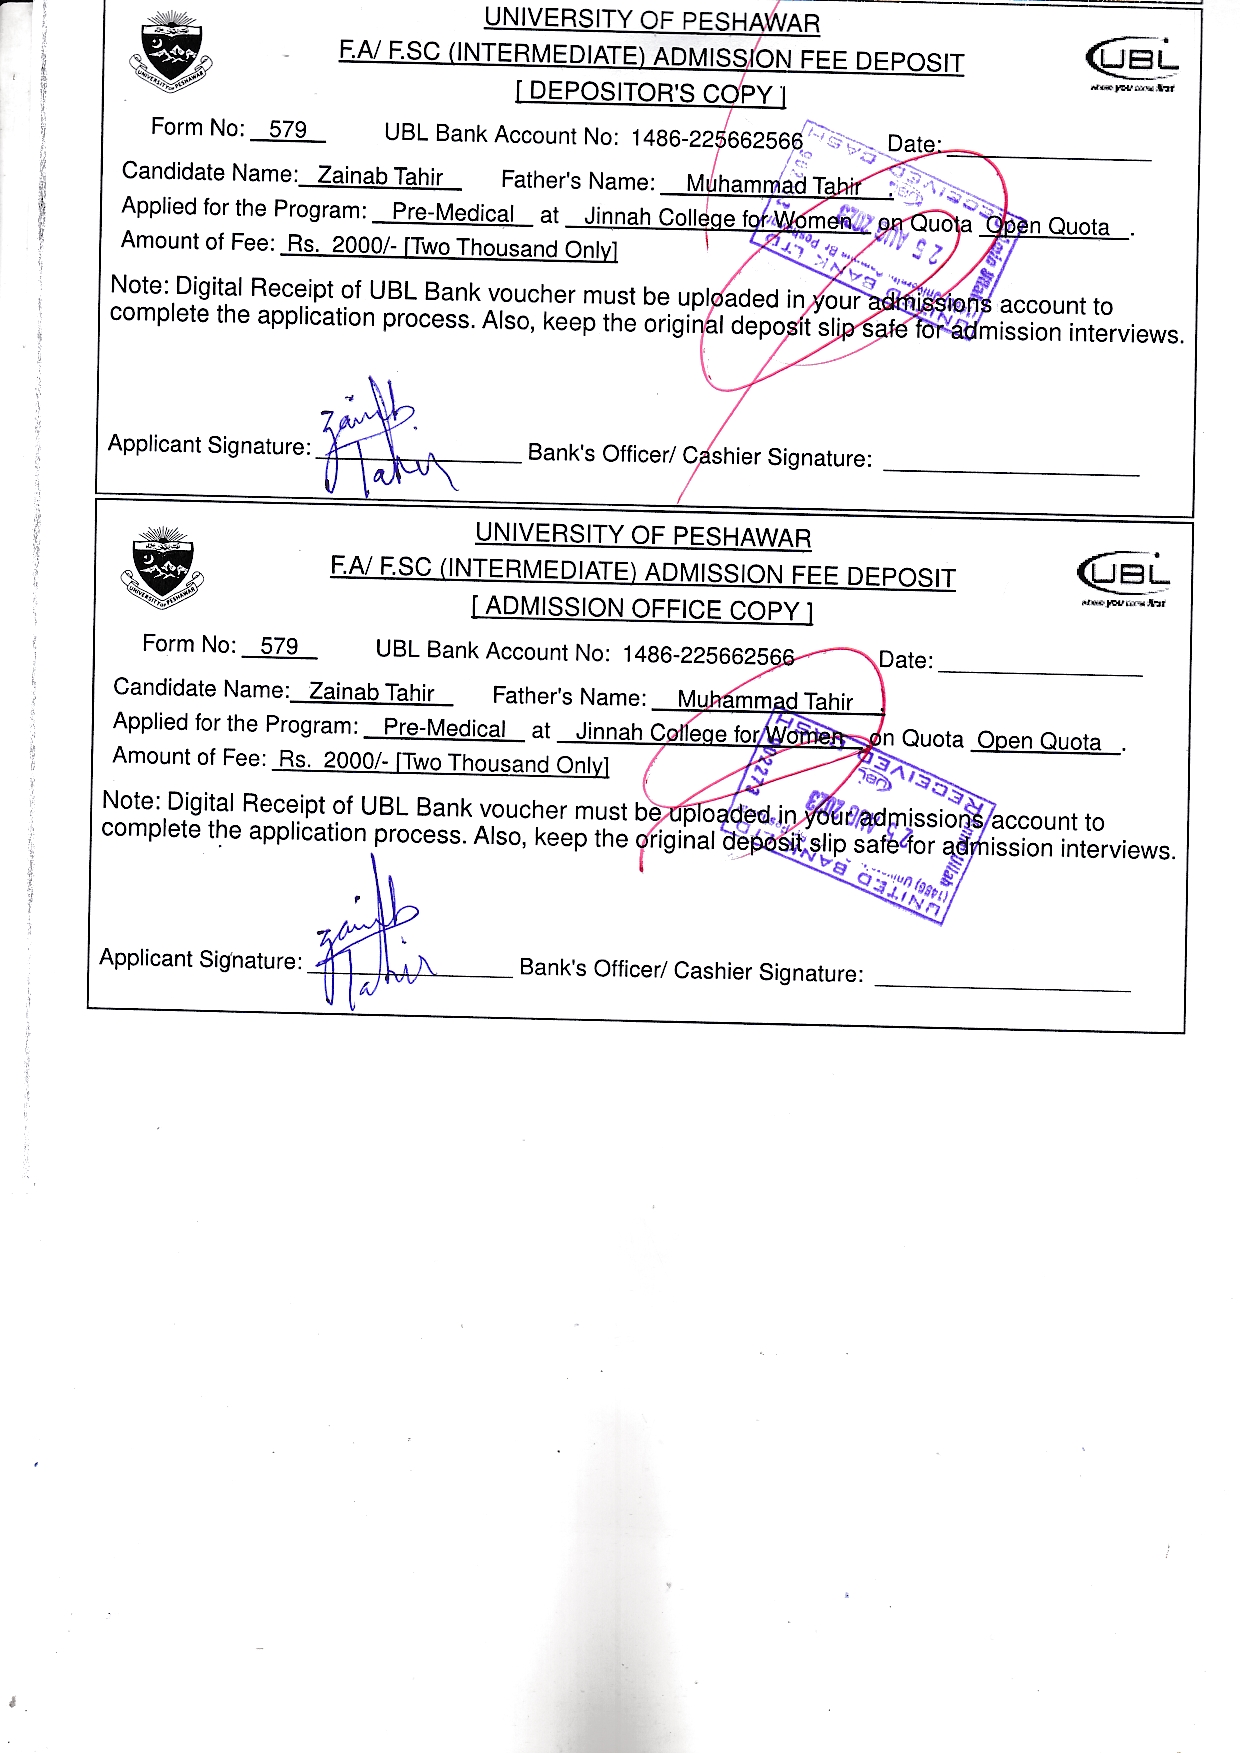 UNIVERSITY OF PESHAWAR
F.A/ F.SC (INTERMEDIATE) ADMISSION FEE DEPOSIT
[ DEPOSITOR'S COPY ]
UBL
where you come first
Form No: 579 UBL Bank Account No: 1486-225662566 Date:
Candidate Name: Zainab Tahir Father's Name: Muhammad Tahir .
Applied for the Program: Pre-Medical at Jinnah College for Women on Quota Open Quota .
Amount of Fee: Rs. 2000/- [Two Thousand Only]
Note: Digital Receipt of UBL Bank voucher must be uploaded in your admissions account to
complete the application process. Also, keep the original deposit slip safe for admission interviews.
UNITED BANK LTD
25 AUG 2023
UBL
RECEIVED
CASH
Zainab
Tahir
Applicant Signature: Bank's Officer/ Cashier Signature:
UNIVERSITY OF PESHAWAR
F.A/ F.SC (INTERMEDIATE) ADMISSION FEE DEPOSIT
[ ADMISSION OFFICE COPY ]
UBL
where you come first
Form No: 579 UBL Bank Account No: 1486-225662566 Date:
Candidate Name: Zainab Tahir Father's Name: Muhammad Tahir .
Applied for the Program: Pre-Medical at Jinnah College for Women on Quota Open Quota .
Amount of Fee: Rs. 2000/- [Two Thousand Only]
Note: Digital Receipt of UBL Bank voucher must be uploaded in your admissions account to
complete the application process. Also, keep the original deposit slip safe for admission interviews.
UNITED BANK LTD
25 AUG 2023
UBL
RECEIVED
CASH
Zainab
Tahir
Applicant Signature: Bank's Officer/ Cashier Signature: